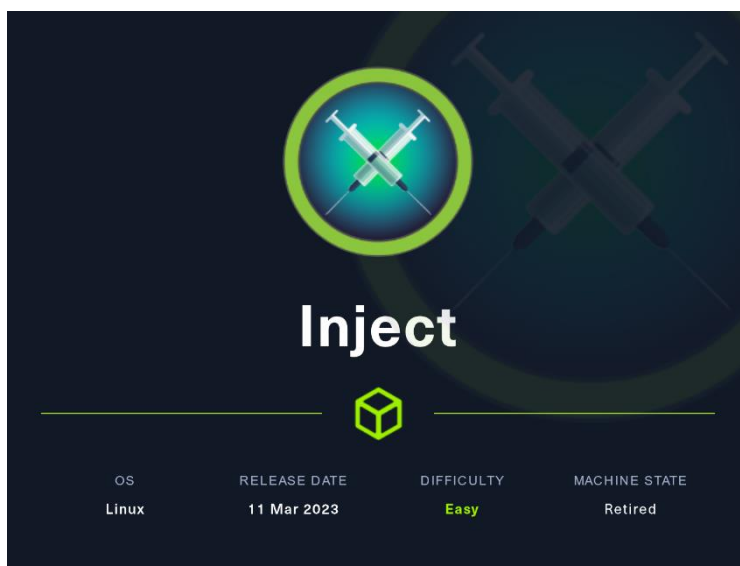 Inject
OS RELEASE DATE DIFFICULTY MACHINE STATE
Linux 11 Mar 2023 Easy Retired